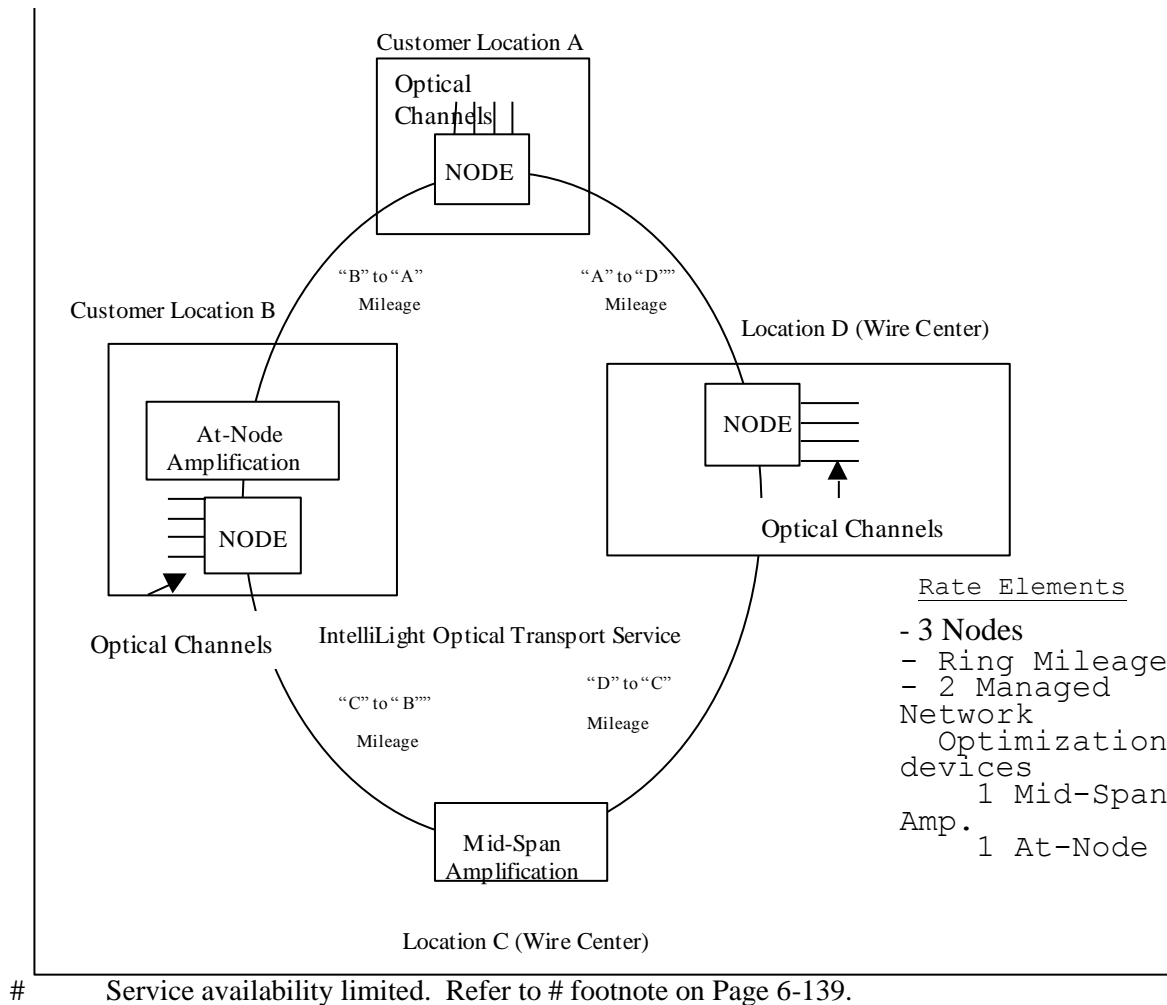 Customer Location A
Optical
Channels
NODE
“B” to “A”
Mileage
“A” to “D””
Mileage
Customer Location B
Location D (Wire Center)
At-Node
Amplification
NODE
NODE
Optical Channels
Optical Channels
IntelliLight Optical Transport Service
“C” to “B””
Mileage
“D” to “C”
Mileage
Mid-Span
Amplification
Location C (Wire Center)
Rate Elements
- 3 Nodes
- Ring Mileage
- 2 Managed
Network
Optimization
devices
1 Mid-Span
Amp.
1 At-Node
# Service availability limited. Refer to # footnote on Page 6-139.